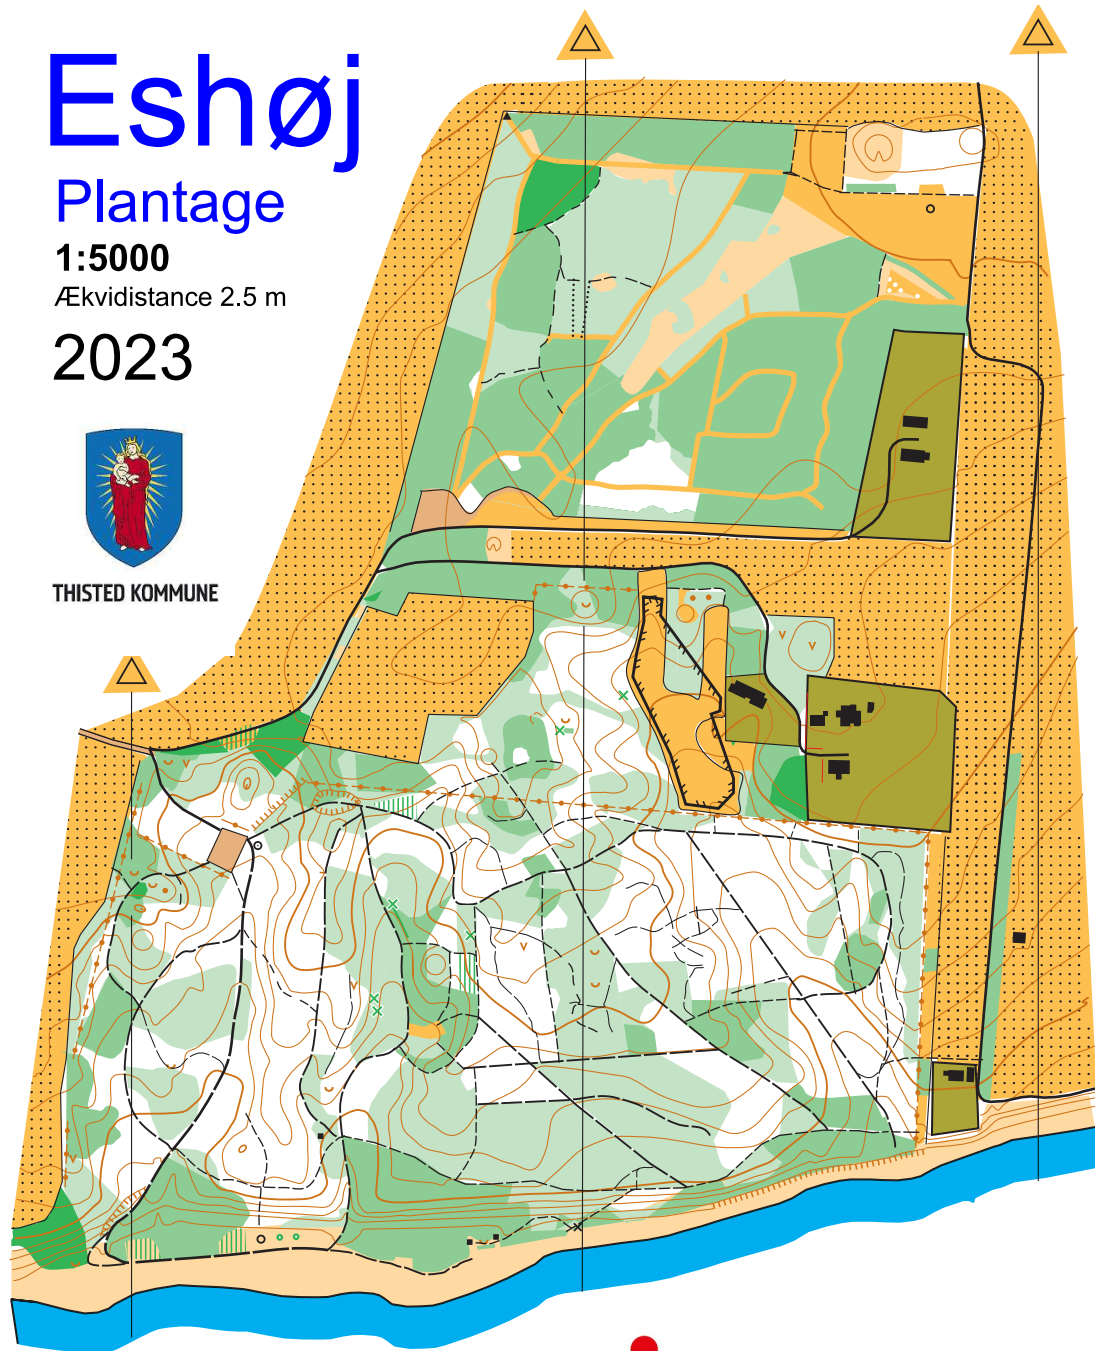 Eshøj
Plantage
1:5000
Ækvidistance 2.5 m
2023
THISTED KOMMUNE